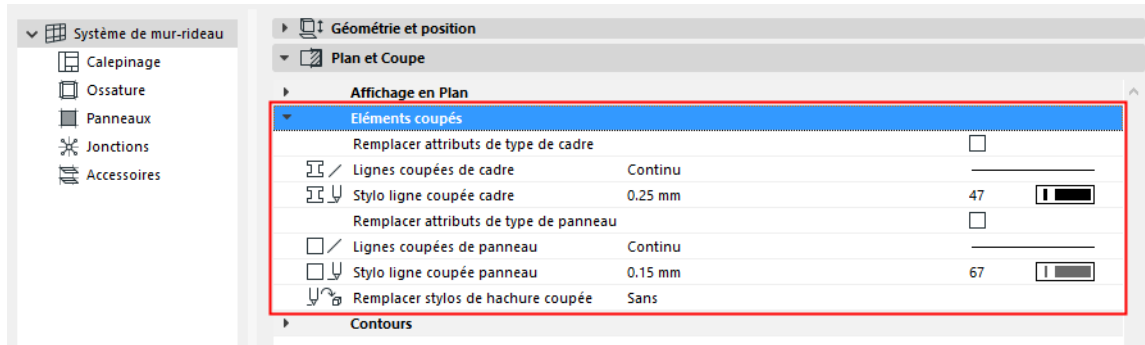 Système de mur-rideau
Calepinage
Ossature
Panneaux
Jonctions
Accessoires
Géométrie et position
Plan et Coupe
Affichage en Plan
Eléments coupés
Remplacer attributs de type de cadre
Lignes coupées de cadre Continu
Stylo ligne coupée cadre 0.25 mm 47
Remplacer attributs de type de panneau
Lignes coupées de panneau Continu
Stylo ligne coupée panneau 0.15 mm 67
Remplacer stylos de hachure coupée Sans
Contours